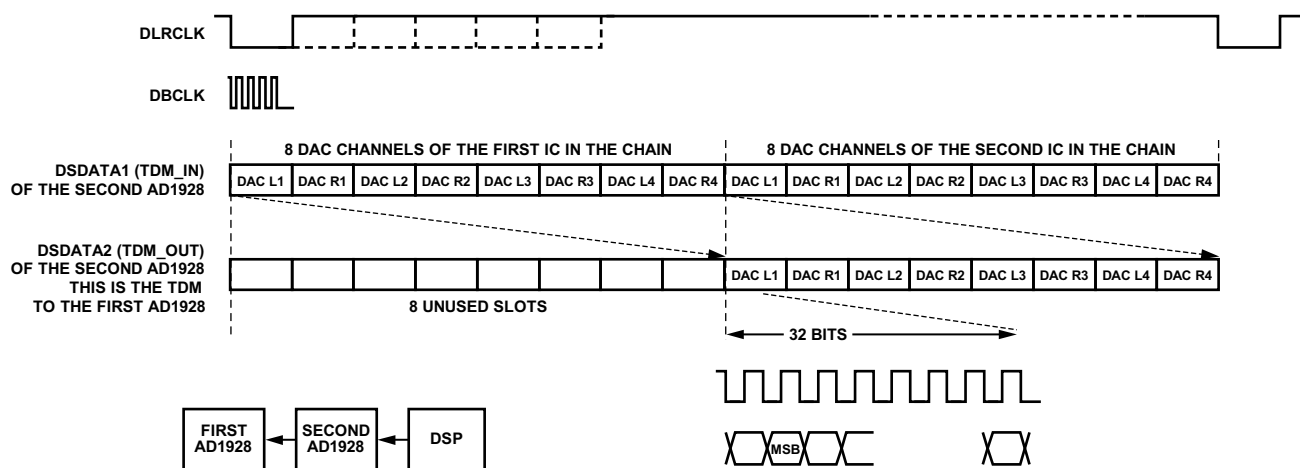 DLRCLK
DBCLK
8 DAC CHANNELS OF THE FIRST IC IN THE CHAIN
8 DAC CHANNELS OF THE SECOND IC IN THE CHAIN
DSDATA1 (TDM_IN)
OF THE SECOND AD1928
DAC L1 DAC R1 DAC L2 DAC R2 DAC L3 DAC R3 DAC L4 DAC R4 DAC L1 DAC R1 DAC L2 DAC R2 DAC L3 DAC R3 DAC L4 DAC R4
DSDATA2 (TDM_OUT)
OF THE SECOND AD1928
THIS IS THE TDM
TO THE FIRST AD1928
DAC L1 DAC R1 DAC L2 DAC R2 DAC L3 DAC R3 DAC L4 DAC R4
8 UNUSED SLOTS
32 BITS
FIRST
AD1928
SECOND
AD1928
DSP
MSB